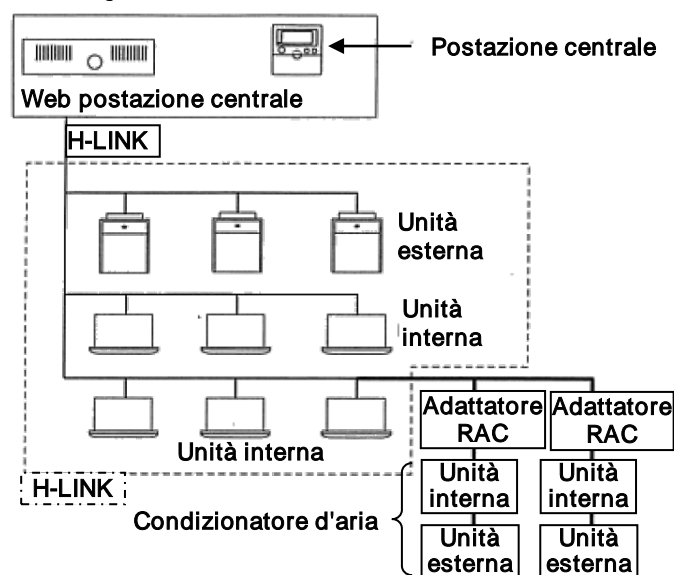 Postazione centrale
Web postazione centrale
H-LINK
Unità
esterna
Unità
interna
Adattatore
RAC
Adattatore
RAC
Unità interna
H-LINK
Unità
interna
Unità
interna
Condizionatore d'aria
Unità
esterna
Unità
esterna